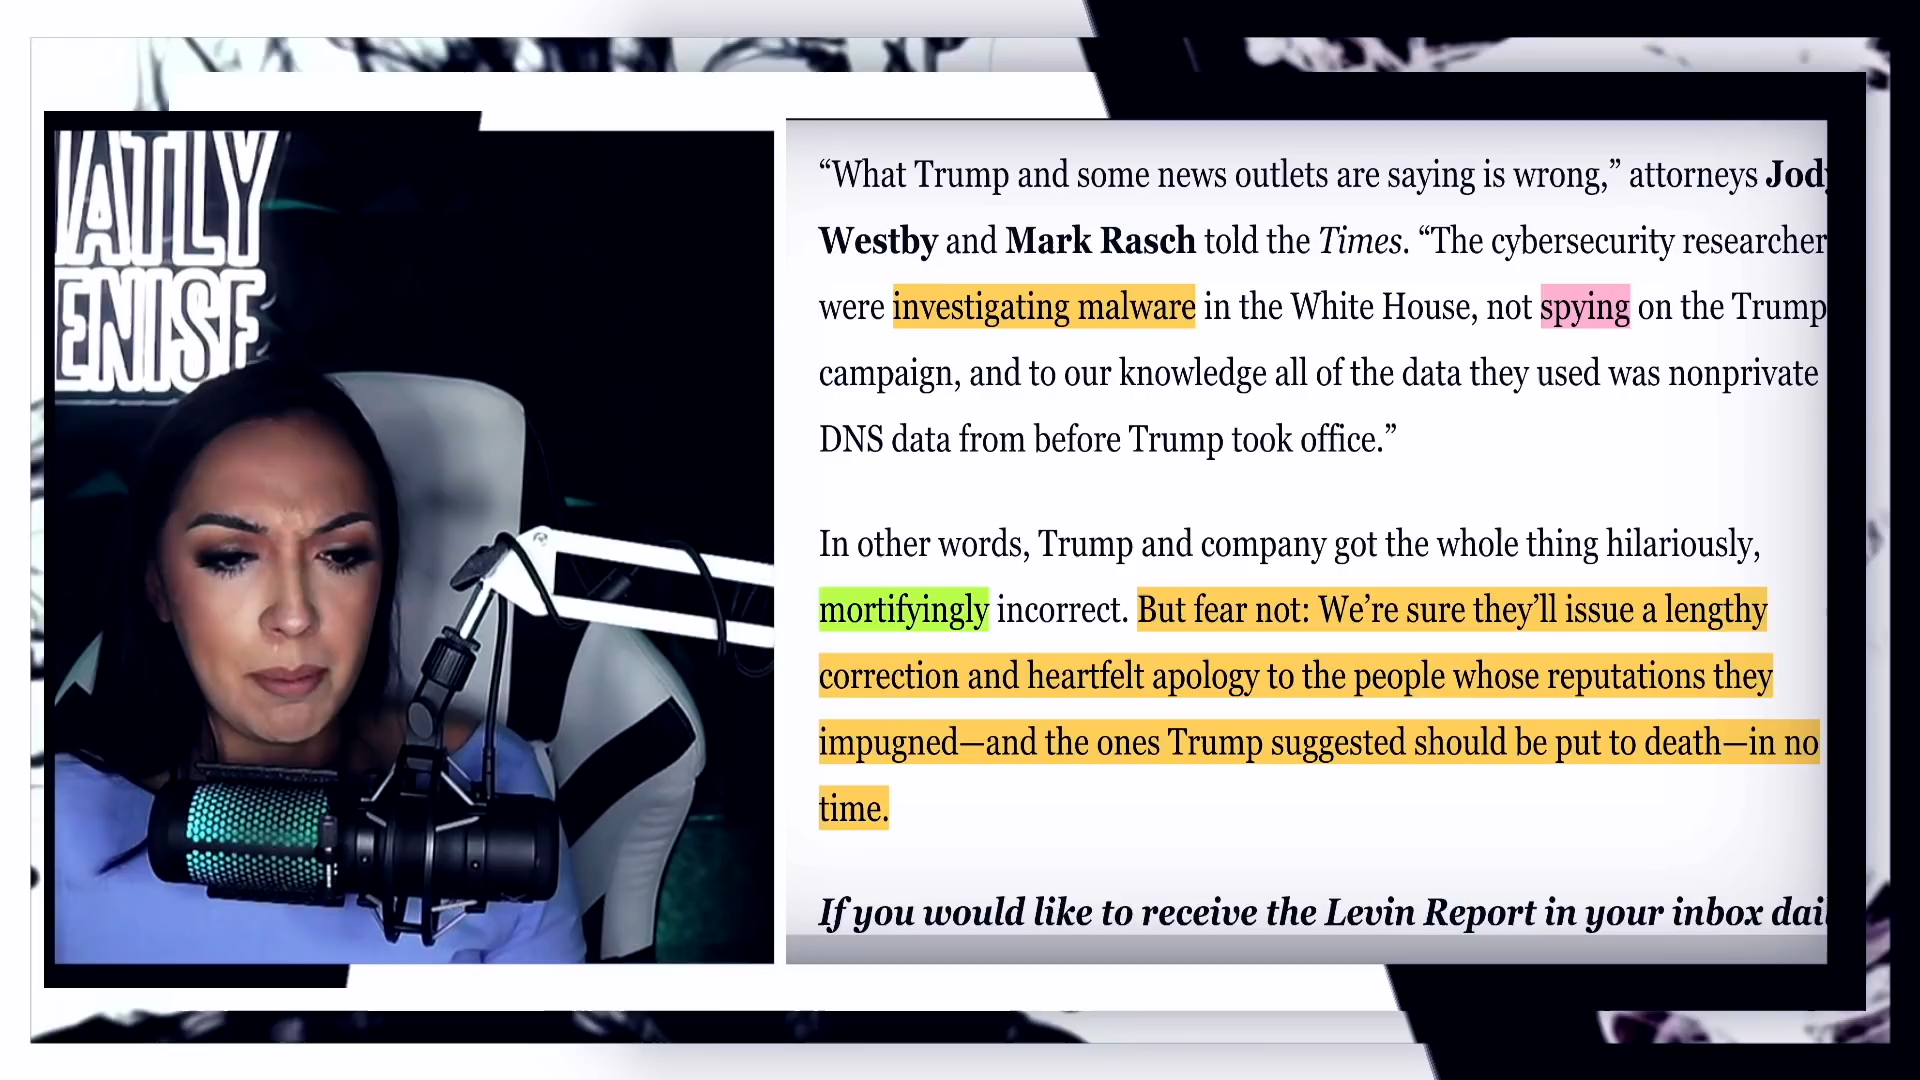 ATLY
ENISE
“What Trump and some news outlets are saying is wrong,” attorneys
Westby and Mark Rasch told the Times. “The cybersecurity researcher
were investigating malware in the White House, not spying on the Trump
campaign, and to our knowledge all of the data they used was nonprivate
DNS data from before Trump took office.”
In other words, Trump and company got the whole thing hilariously,
mortifyingly incorrect. But fear not: We’re sure they’ll issue a lengthy
correction and heartfelt apology to the people whose reputations they
impugned—and the ones Trump suggested should be put to death—in no
time.
If you would like to receive the Levin Report in your inbox